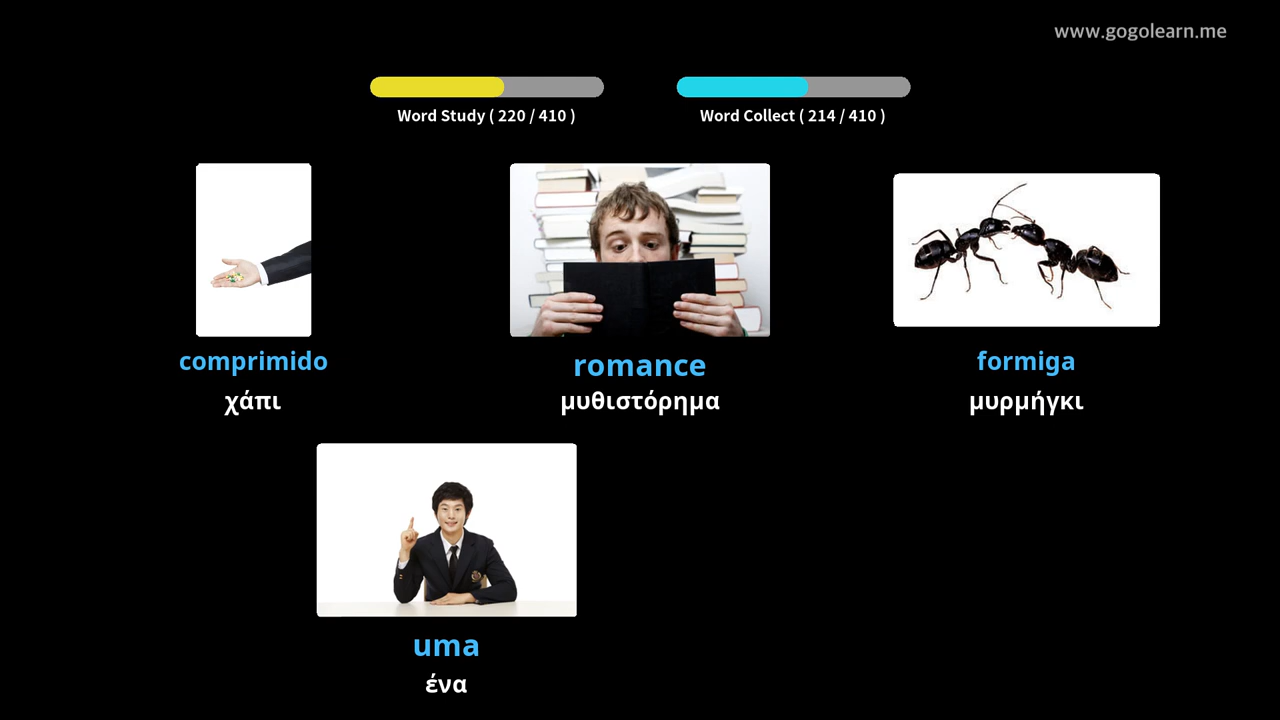 www.gogolearn.me
Word Study ( 220 / 410 )
Word Collect ( 214 / 410 )
comprimido
χάπι
romance
μυθιστόρημα
formiga
μυρμήγκι
uma
ένα